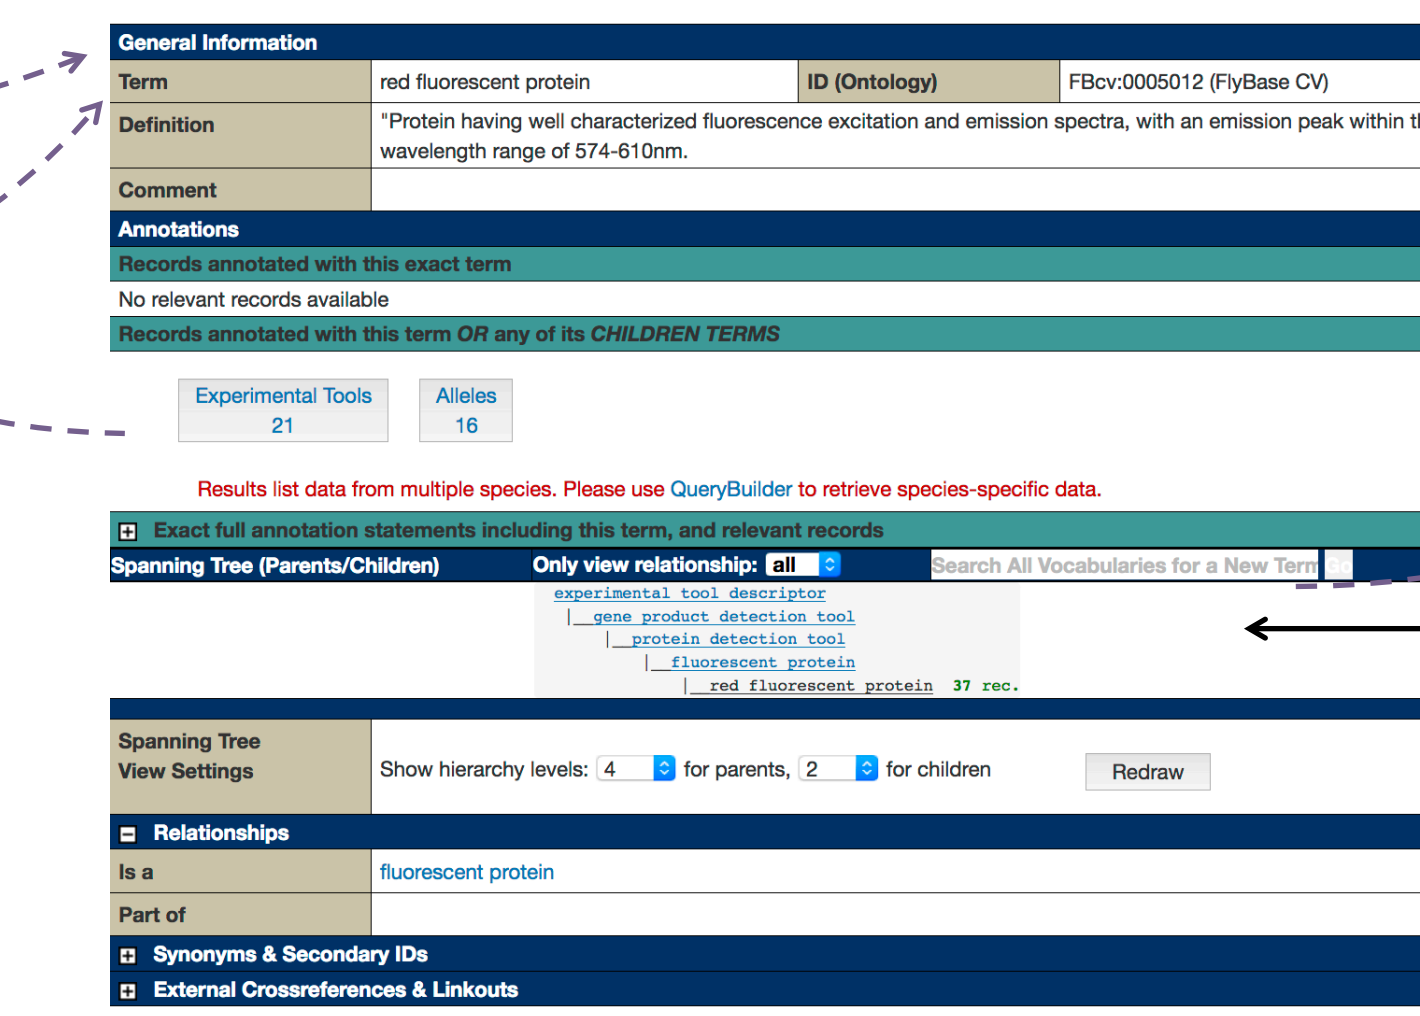 General Information
Term red fluorescent protein ID (Ontology) FBcv:0005012 (FlyBase CV)
Definition "Protein having well characterized fluorescence excitation and emission spectra, with an emission peak within
wavelength range of 574-610nm.
Comment
Annotations
Records annotated with this exact term
No relevant records available
Records annotated with this term OR any of its CHILDREN TERMS
Experimental Tools Alleles
21 16
Results list data from multiple species. Please use QueryBuilder to retrieve species-specific data.
Exact full annotation statements including this term, and relevant records
Spanning Tree (Parents/Children) Only view relationship: all Search All Vocabularies for a New Term Go
experimental tool descriptor
|__gene product detection tool
|__protein detection tool
|__fluorescent protein
|__red fluorescent protein 37 rec.
Spanning Tree
View Settings
Show hierarchy levels: 4 for parents, 2 for children Redraw
Relationships
Is a fluorescent protein
Part of
Synonyms & Secondary IDs
External Crossreferences & Linkouts